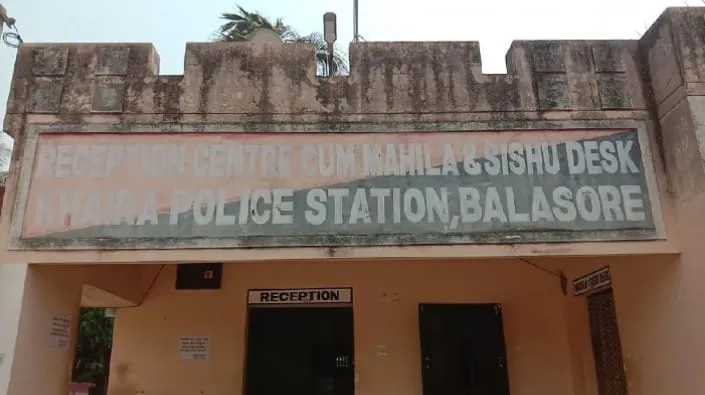 RECEPTION CENTRE CUM. MAHILA & SISHU DESK
KHAIRA POLICE STATION, BALASORE
RECEPTION